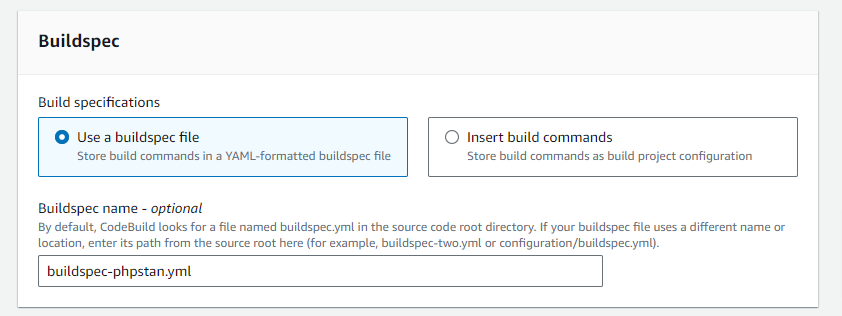 Buildspec
Build specifications
Use a buildspec file
Store build commands in a YAML-formatted buildspec file
Insert build commands
Store build commands as build project configuration
Buildspec name - optional
By default, CodeBuild looks for a file named buildspec.yml in the source code root directory. If your buildspec file uses a different name or
location, enter its path from the source root here (for example, buildspec-two.yml or configuration/buildspec.yml).
buildspec-phpstan.yml